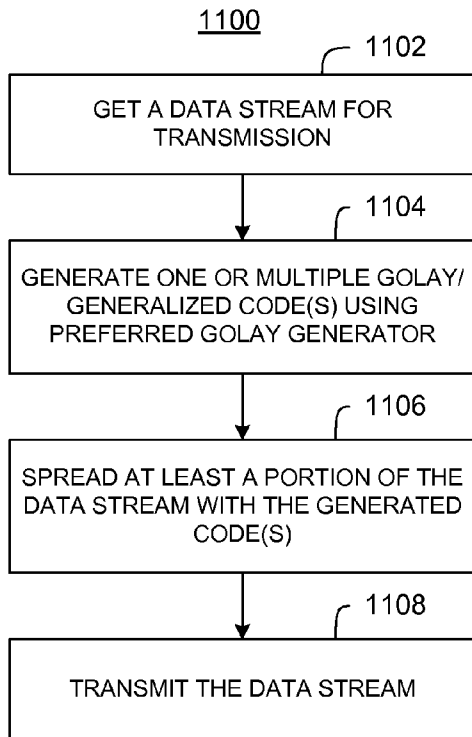 1100
1102
GET A DATA STREAM FOR
TRANSMISSION
1104
GENERATE ONE OR MULTIPLE GOLAY/
GENERALIZED CODE(S) USING
PREFERRED GOLAY GENERATOR
1106
SPREAD AT LEAST A PORTION OF THE
DATA STREAM WITH THE GENERATED
CODE(S)
1108
TRANSMIT THE DATA STREAM